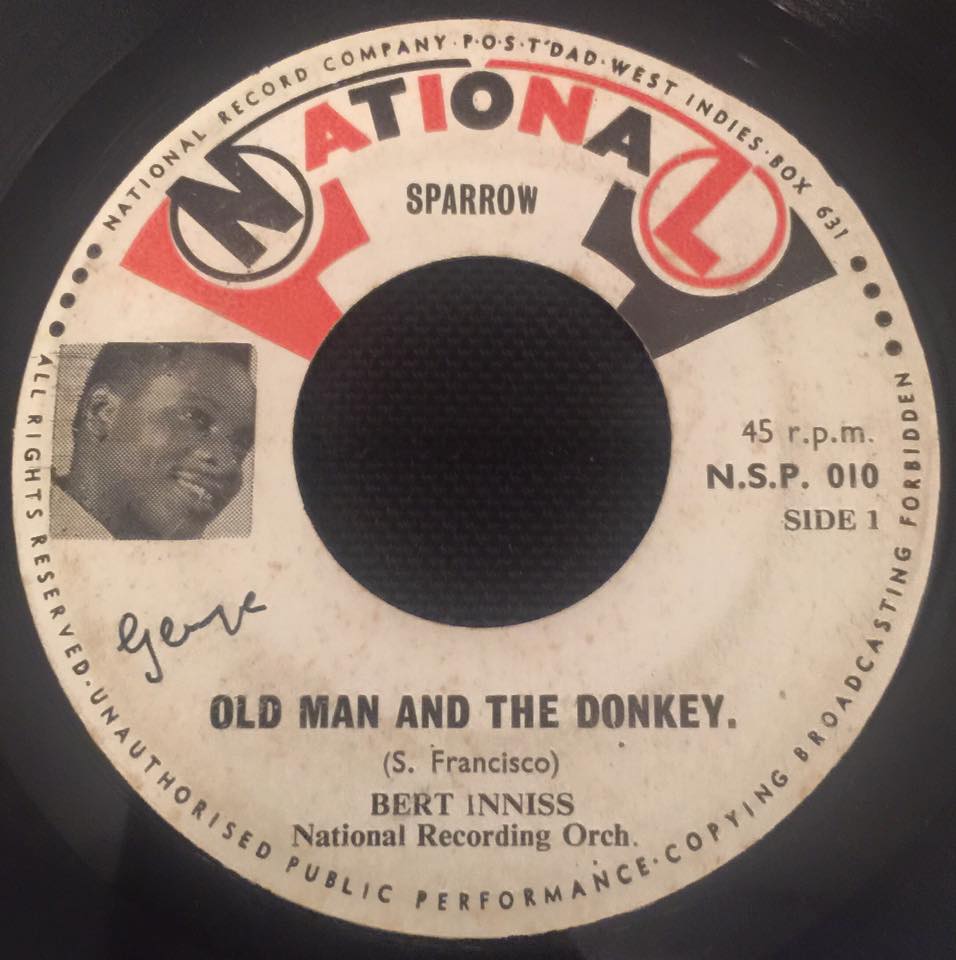 NATIONAL RECORD COMPANY · P·O·S·T'DAD · WEST INDIES · BOX 631
NATIONAL
SPARROW
45 r.p.m.
N.S.P. 010
SIDE 1
George
OLD MAN AND THE DONKEY.
(S. Francisco)
BERT INNISS
National Recording Orch.
ALL RIGHTS RESERVED · UNAUTHORISED PUBLIC PERFORMANCE · COPYING BROADCASTING FORBIDDEN